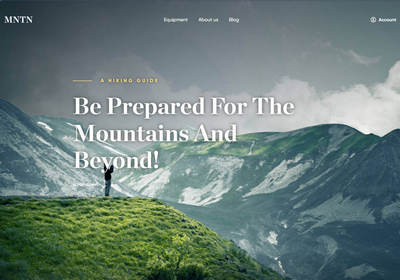 MNTN
Equipment
About us
Blog
Account
A HIKING GUIDE
Be Prepared For The
Mountains And
Beyond!